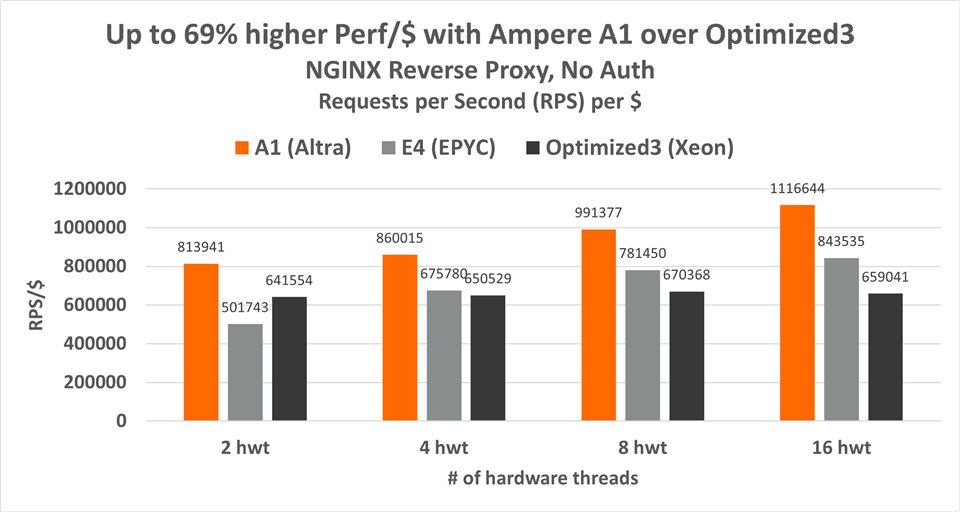 Up to 69% higher Perf/$ with Ampere A1 over Optimized3
NGINX Reverse Proxy, No Auth
Requests per Second (RPS) per $
A1 (Altra) E4 (EPYC) Optimized3 (Xeon)
1200000
1000000
800000
600000
400000
200000
0
RPS/$
813941
501743
641554
860015
675780
650529
991377
781450
670368
1116644
843535
659041
2 hwt 4 hwt 8 hwt 16 hwt
# of hardware threads